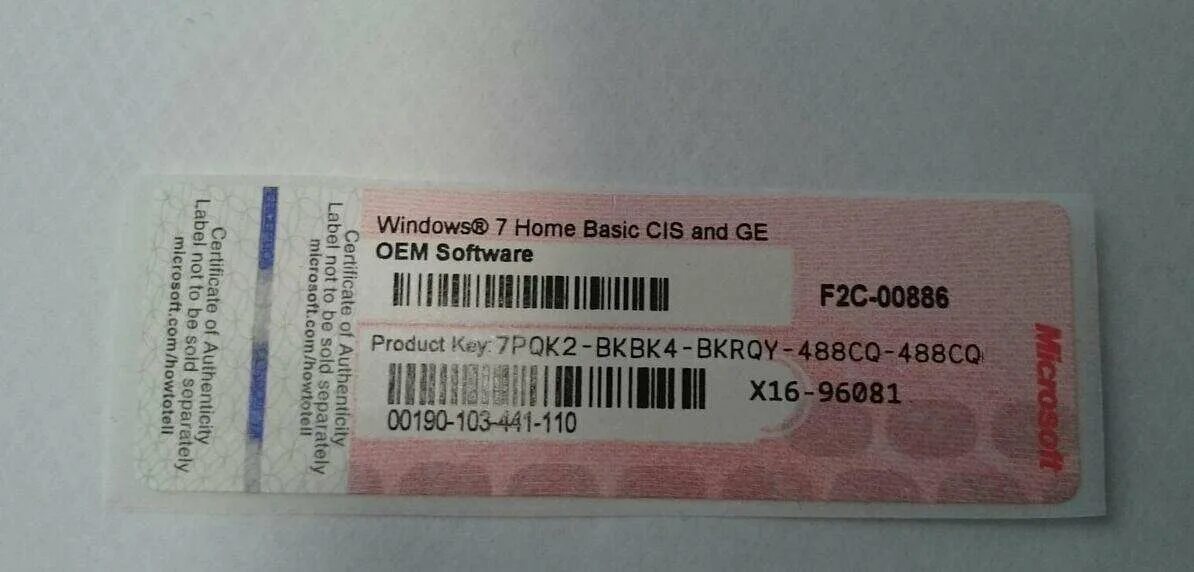 Certificate of Authenticity
Label not to be sold separately
microsoft.com/howtotell
Certificate of Authenticity
Label not to be sold separately
microsoft.com/howtotell
Windows® 7 Home Basic CIS and GE
OEM Software
F2C-00886
Product Key: 7PQK2-BKBK4-BKRQY-488CQ-488CQ
X16-96081
00190-103-441-110
Microsoft